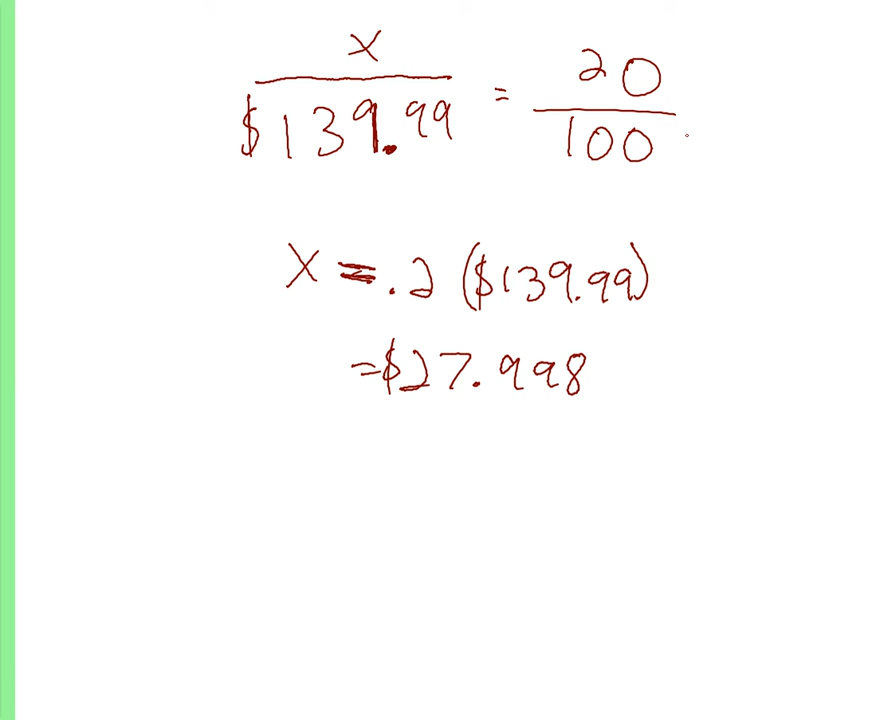 x
$139.99 = 20
100
x = .2 ($139.99)
= $27.998